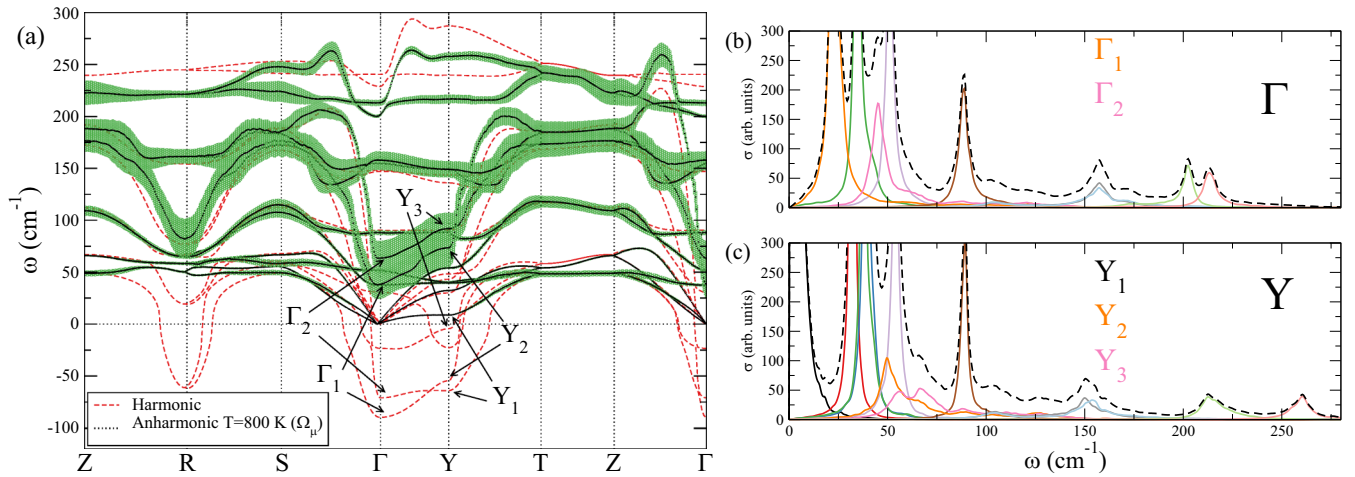 (a)
300
250
200
150
100
50
0
-50
-100
ω (cm⁻¹)
Y₃
Γ₂
Γ₁
Y₂
Y₁
Harmonic
Anharmonic T=800 K (Ω_μ)
Z R S Γ Y T Z Γ
(b)
300
250
200
150
100
50
0
σ (arb. units)
Γ₁
Γ₂
Γ
(c)
300
250
200
150
100
50
0
σ (arb. units)
Y₁
Y₂
Y₃
Y
0 50 100 150 200 250
ω (cm⁻¹)